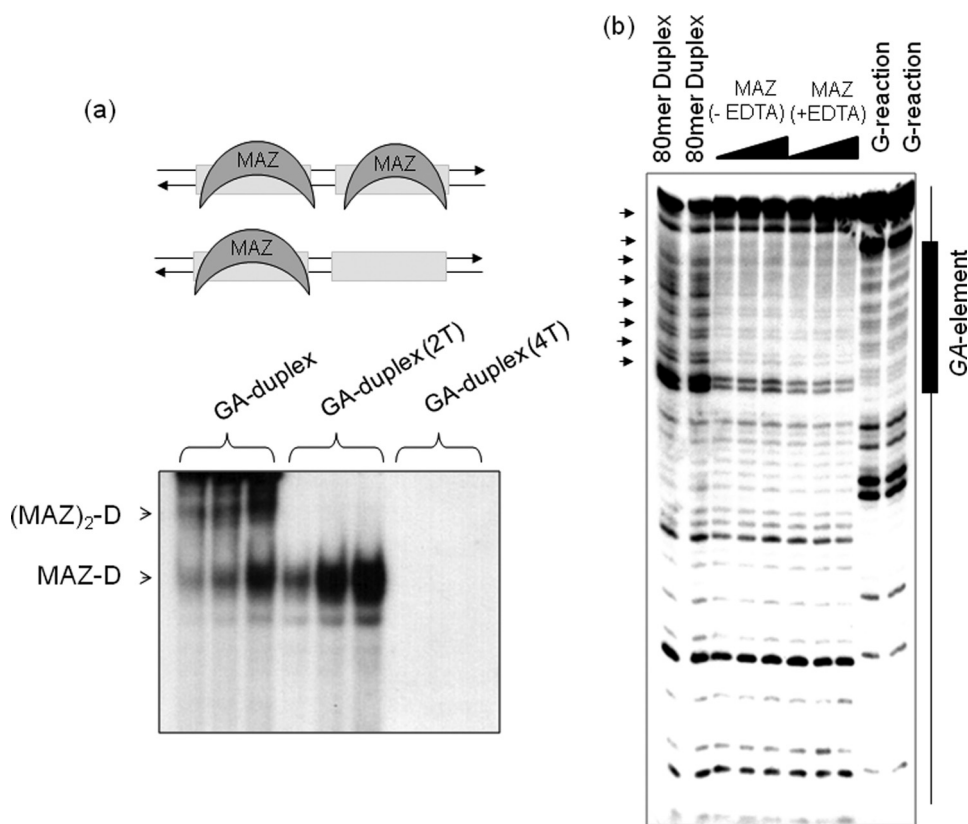 (a)
MAZ
MAZ
MAZ
GA-duplex
GA-duplex (2T)
GA-duplex (4T)
(MAZ)2-D
MAZ-D
(b)
80mer Duplex
80mer Duplex
MAZ
(- EDTA)
MAZ
(+EDTA)
G-reaction
G-reaction
GA-element